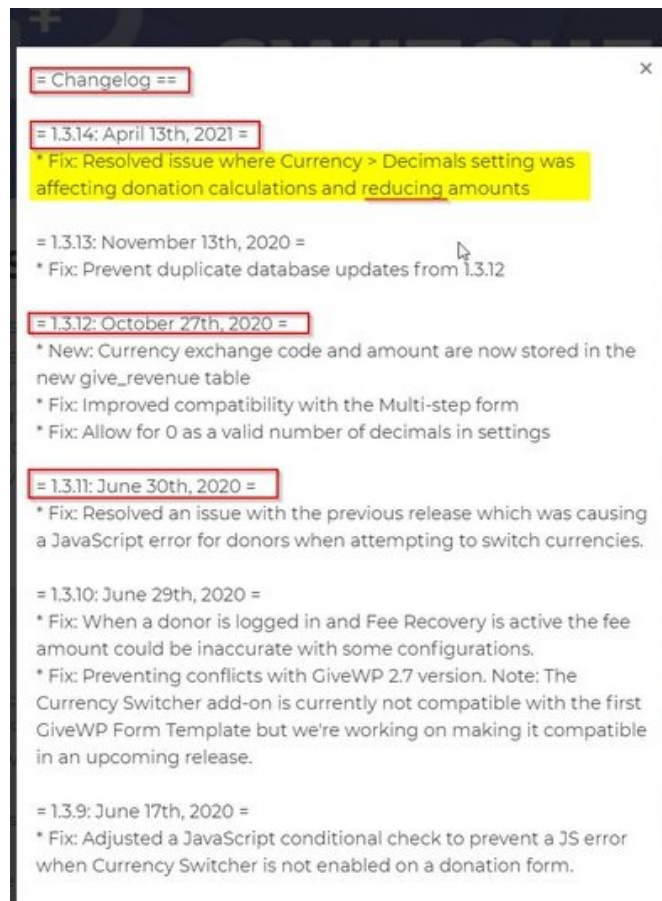 = Changelog ==
= 1.3.14: April 13th, 2021 =
* Fix: Resolved issue where Currency > Decimals setting was
affecting donation calculations and reducing amounts
= 1.3.13: November 13th, 2020 =
* Fix: Prevent duplicate database updates from 1.3.12
= 1.3.12: October 27th, 2020 =
* New: Currency exchange code and amount are now stored in the
new give_revenue table
* Fix: Improved compatibility with the Multi-step form
* Fix: Allow for 0 as a valid number of decimals in settings
= 1.3.11: June 30th, 2020 =
* Fix: Resolved an issue with the previous release which was causing
a JavaScript error for donors when attempting to switch currencies.
= 1.3.10: June 29th, 2020 =
* Fix: When a donor is logged in and Fee Recovery is active the fee
amount could be inaccurate with some configurations.
* Fix: Preventing conflicts with GiveWP 2.7 version. Note: The
Currency Switcher add-on is currently not compatible with the first
GiveWP Form Template but we're working on making it compatible
in an upcoming release.
= 1.3.9: June 17th, 2020 =
* Fix: Adjusted a JavaScript conditional check to prevent a JS error
when Currency Switcher is not enabled on a donation form.